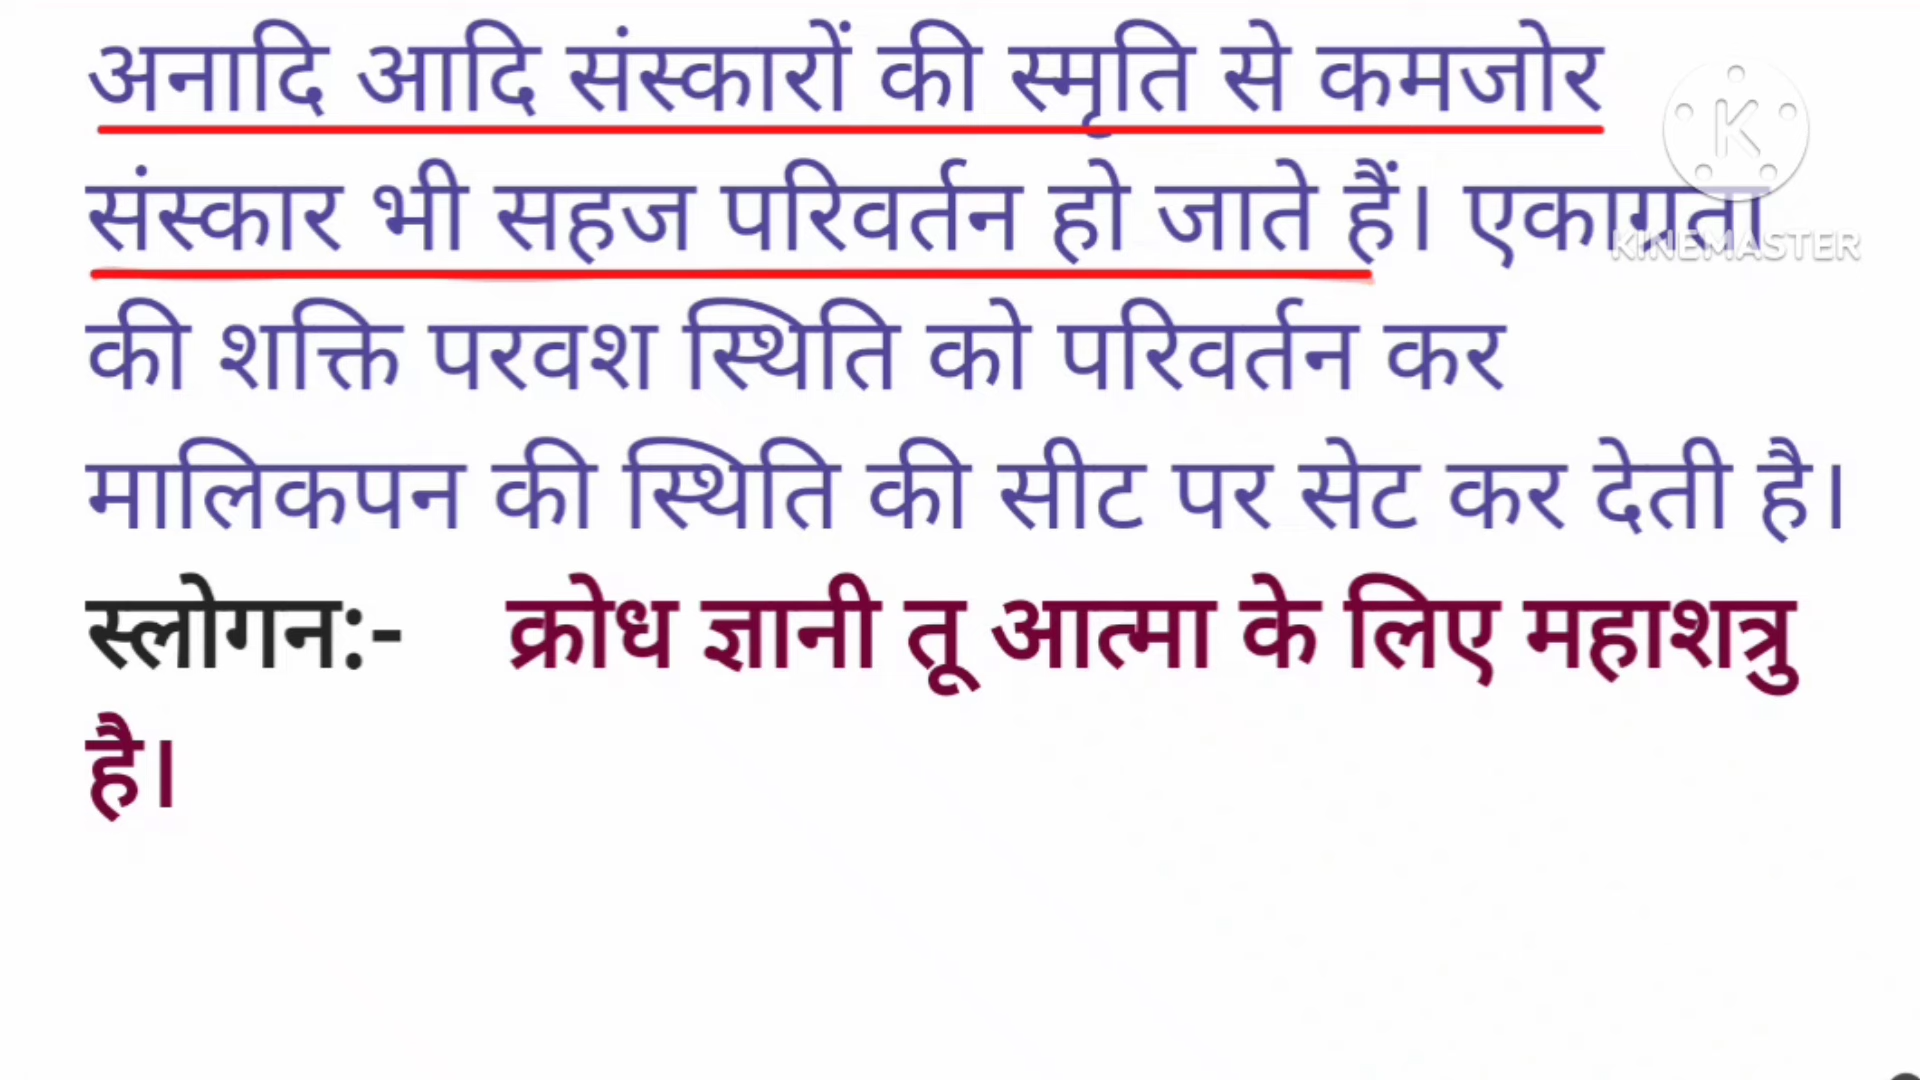 अनादि आदि संस्कारों की स्मृति से कमजोर
संस्कार भी सहज परिवर्तन हो जाते हैं। एकाग्रता
की शक्ति परवश स्थिति को परिवर्तन कर
मालिकपन की स्थिति की सीट पर सेट कर देती है।
स्लोगन:- क्रोध ज्ञानी तू आत्मा के लिए महाशत्रु
है।
K
KINEMASTER